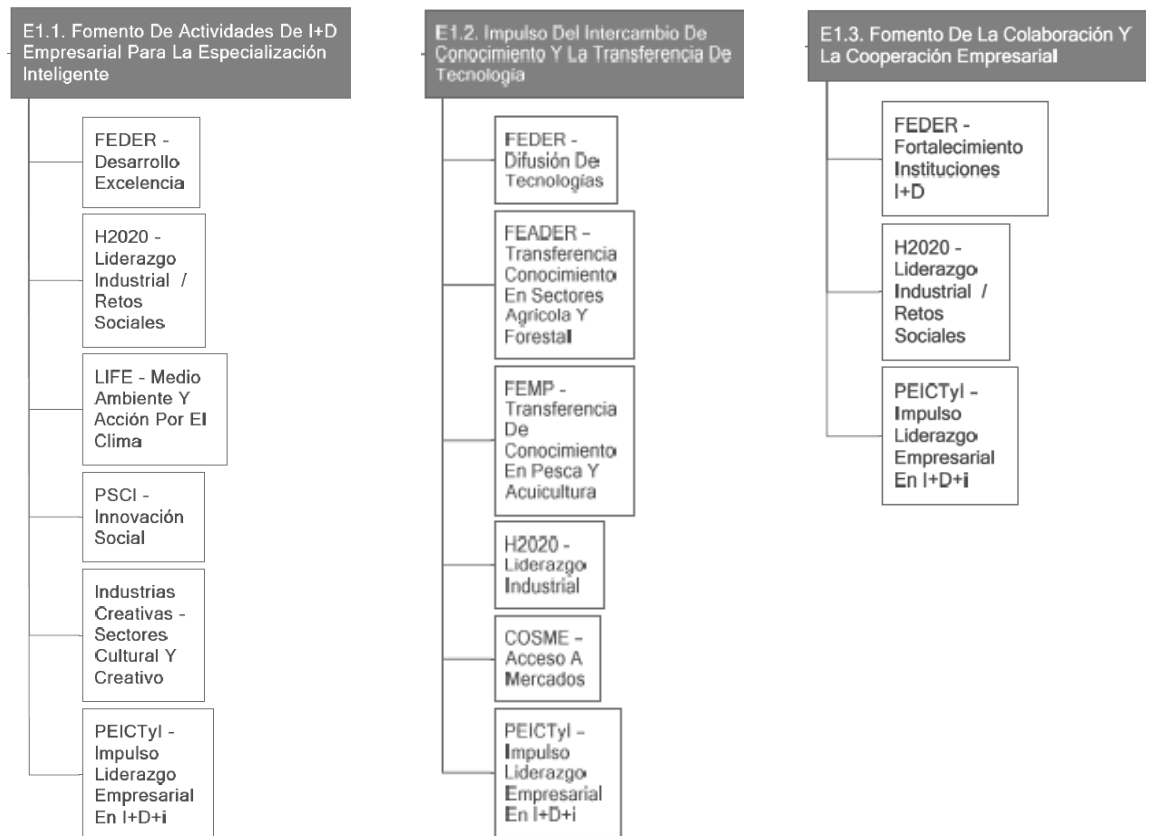 E1.1. Fomento De Actividades De I+D
Empresarial Para La Especialización
Inteligente
FEDER -
Desarrollo
Excelencia
H2020 -
Liderazgo
Industrial /
Retos
Sociales
LIFE - Medio
Ambiente Y
Acción Por El
Clima
PSCI -
Innovación
Social
Industrias
Creativas -
Sectores
Cultural Y
Creativo
PEICTyI -
Impulso
Liderazgo
Empresarial
En I+D+i
E1.2. Impulso Del Intercambio De
Conocimiento Y La Transferencia De
Tecnología
FEDER -
Difusión De
Tecnologías
FEADER -
Transferencia
Conocimiento
En Sectores
Agrícola Y
Forestal
FEMP -
Transferencia
De
Conocimiento
En Pesca Y
Acuicultura
H2020 -
Liderazgo
Industrial
COSME -
Acceso A
Mercados
PEICTyI -
Impulso
Liderazgo
Empresarial
En I+D+i
E1.3. Fomento De La Colaboración Y
La Cooperación Empresarial
FEDER -
Fortalecimiento
Instituciones
I+D
H2020 -
Liderazgo
Industrial /
Retos
Sociales
PEICTyI -
Impulso
Liderazgo
Empresarial
En I+D+i